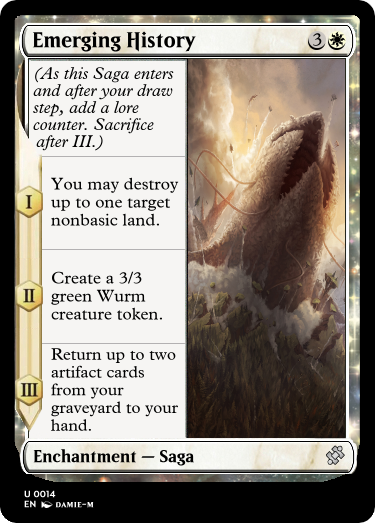 Emerging History 3
(As this Saga enters
and after your draw
step, add a lore
counter. Sacrifice
after III.)
I
You may destroy
up to one target
nonbasic land.
II
Create a 3/3
green Wurm
creature token.
III
Return up to two
artifact cards
from your
graveyard to your
hand.
Enchantment — Saga
U 0014
EN DAMIE-M